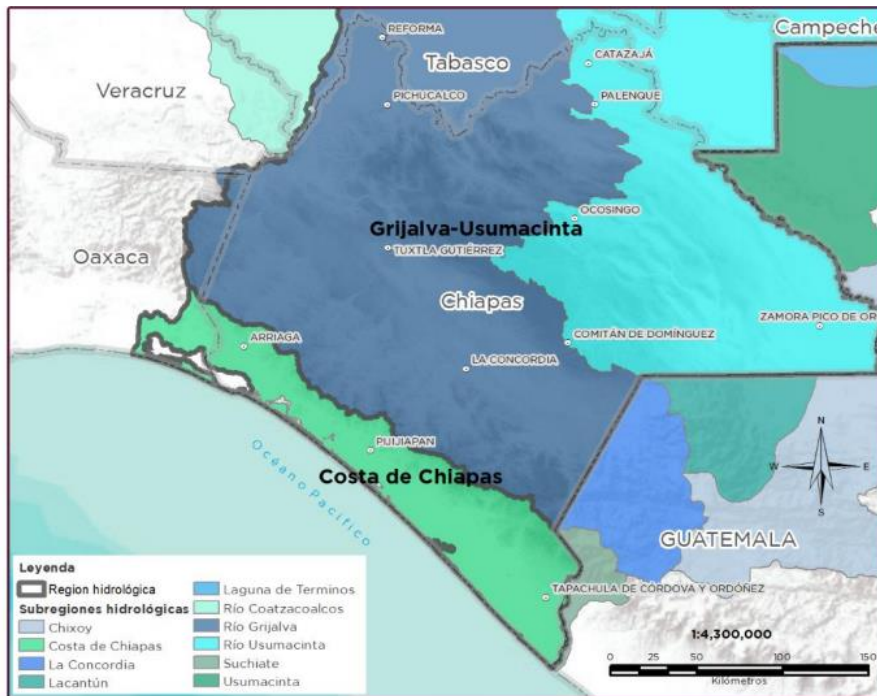 REFORMA
Campeche
Tabasco
CATAZAJÁ
Veracruz
PICHUCALCO
PALENQUE
OCOSINGO
Grijalva-Usumacinta
TUXTLA GUTIÉRREZ
Oaxaca
Chiapas
ZAMORA PICO DE OR
COMITÁN DE DOMÍNGUEZ
ARRIAGA
LA CONCORDIA
N
W
E
S
PIJIJIAPAN
Océano Pacífico
Costa de Chiapas
GUATEMALA
TAPACHULA DE CÓRDOVA Y ORDÓÑEZ
Leyenda
Region hidrológica
Subregiones hidrológicas
Chixoy
Costa de Chiapas
La Concordia
Lacantún
Laguna de Terminos
Río Coatzacoalcos
Río Grijalva
Río Usumacinta
Suchiate
Usumacinta
1:4,300,000
0 25 50 100 150
Kilómetros